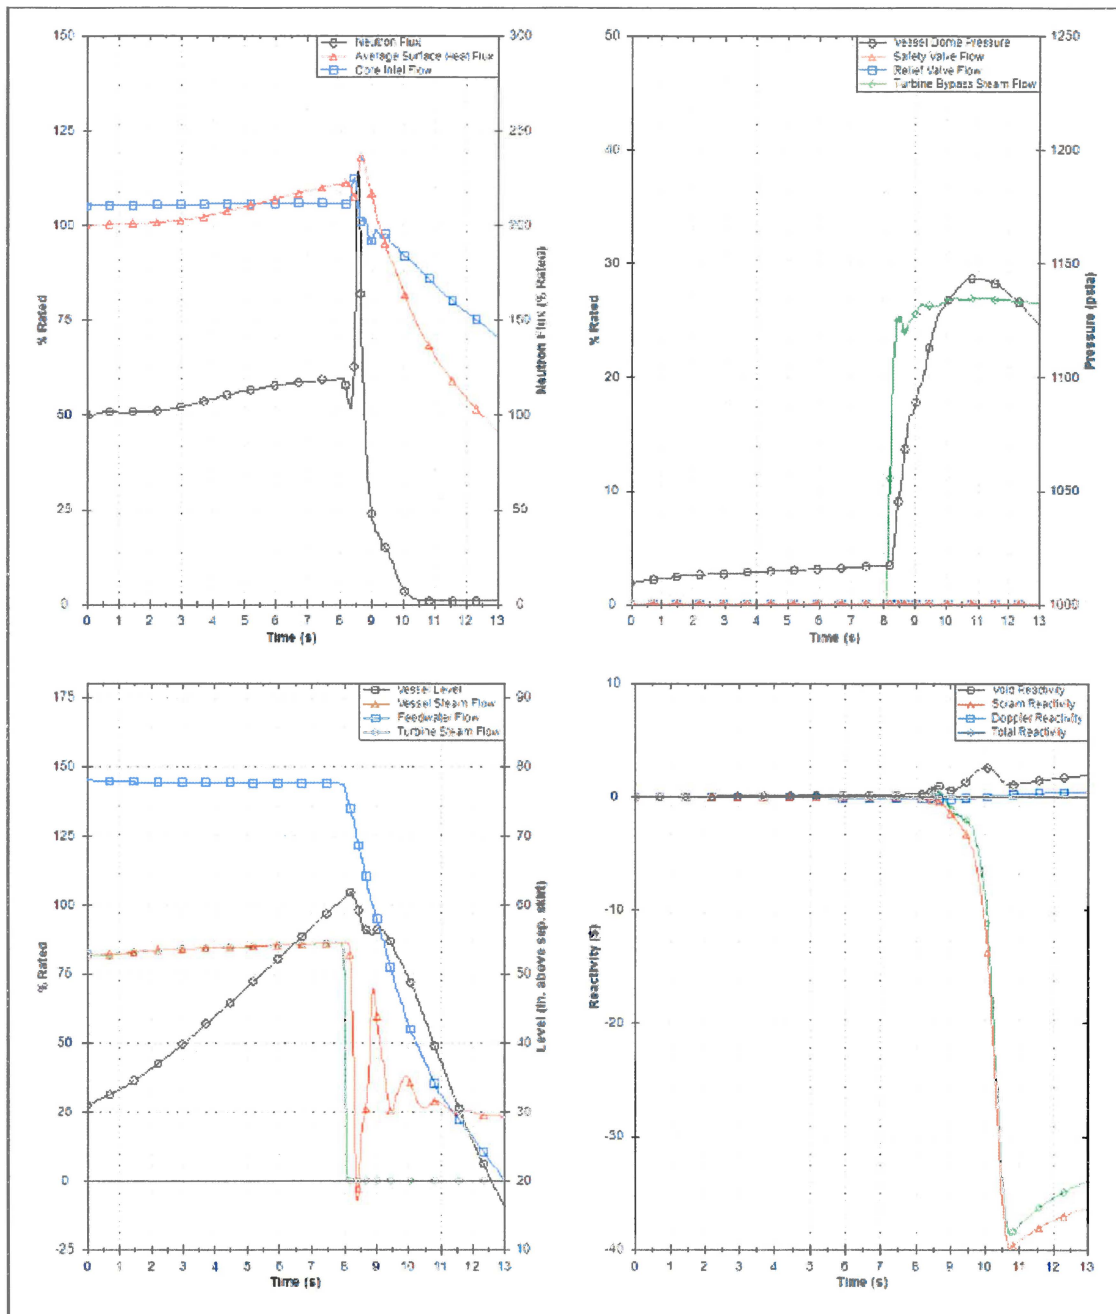 Neutron Flux
Average Surface Heat Flux
Core Inlet Flow
150
125
100
75
50
25
0
% Rated
300
250
200
150
100
50
0
Neutron Flux (% Rated)
0 1 2 3 4 5 6 7 8 9 10 11 12 13
Time (s)
Vessel Dome Pressure
Safety Valve Flow
Relief Valve Flow
Turbine Bypass Steam Flow
50
40
30
20
10
0
% Rated
1250
1200
1150
1100
1050
1000
Pressure (psia)
0 1 2 3 4 5 6 7 8 9 10 11 12 13
Time (s)
Vessel Level
Vessel Steam Flow
Feedwater Flow
Turbine Steam Flow
175
150
125
100
75
50
25
0
-25
% Rated
90
80
70
60
50
40
30
20
10
Level (in. above sep. skirt)
0 1 2 3 4 5 6 7 8 9 10 11 12 13
Time (s)
Void Reactivity
Scram Reactivity
Doppler Reactivity
Total Reactivity
10
0
-10
-20
-30
-40
Reactivity ($)
0 1 2 3 4 5 6 7 8 9 10 11 12 13
Time (s)